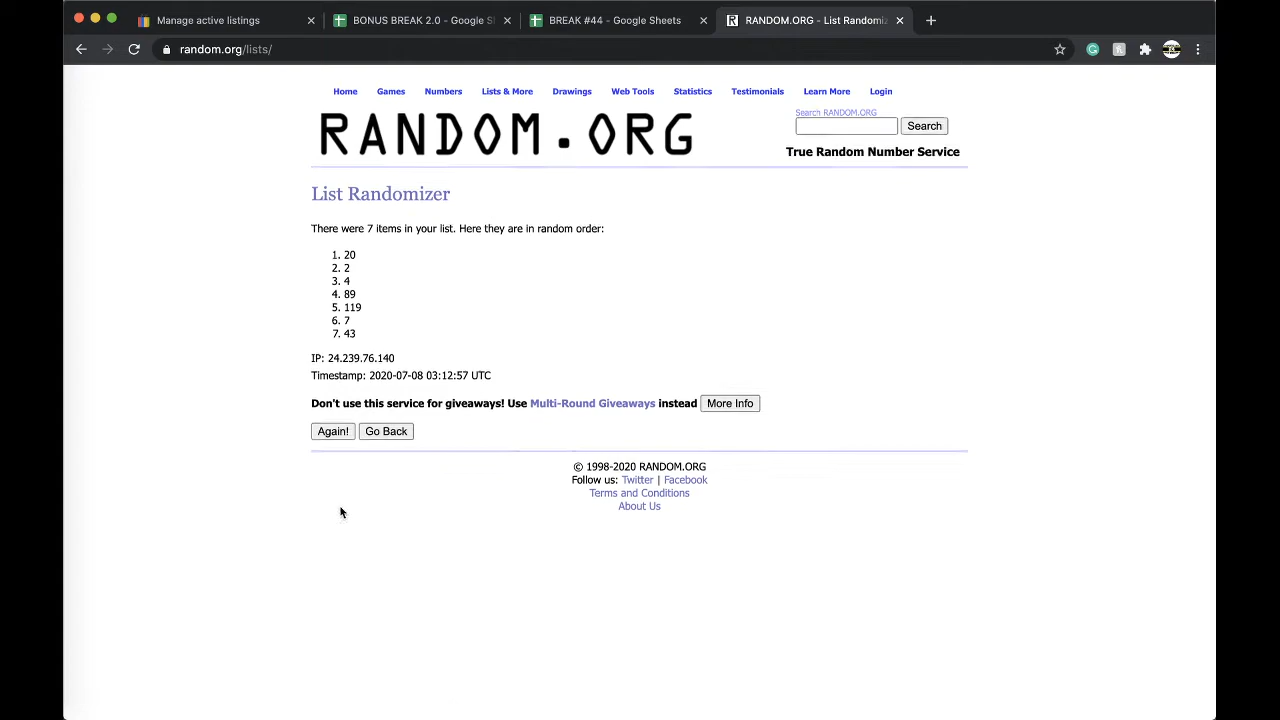 Manage active listings
BONUS BREAK 2.0 - Google Sl
BREAK #44 - Google Sheets
RANDOM.ORG - List Randomiz
random.org/lists/
Home Games Numbers Lists & More Drawings Web Tools Statistics Testimonials Learn More Login
RANDOM.ORG
Search RANDOM.ORG
Search
True Random Number Service
List Randomizer
There were 7 items in your list. Here they are in random order:
1. 20
2. 2
3. 4
4. 89
5. 119
6. 7
7. 43
IP: 24.239.76.140
Timestamp: 2020-07-08 03:12:57 UTC
Don't use this service for giveaways! Use Multi-Round Giveaways instead More Info
Again! Go Back
© 1998-2020 RANDOM.ORG
Follow us: Twitter | Facebook
Terms and Conditions
About Us